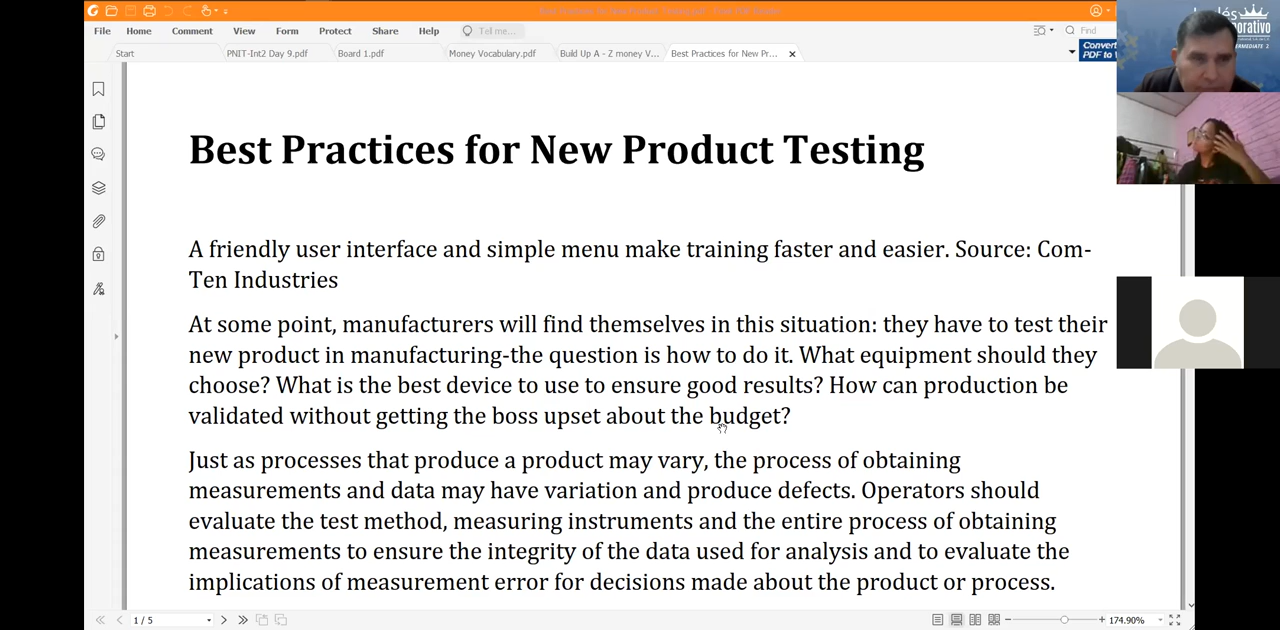 File Home Comment View Form Protect Share Help Tell me... Find
Start PNIT-Int2 Day 9.pdf Board 1.pdf Money Vocabulary.pdf Build Up A - Z money V... Best Practices for New Pr...
Convert
PDF to
Best Practices for New Product Testing
A friendly user interface and simple menu make training faster and easier. Source: Com-
Ten Industries
At some point, manufacturers will find themselves in this situation: they have to test their
new product in manufacturing-the question is how to do it. What equipment should they
choose? What is the best device to use to ensure good results? How can production be
validated without getting the boss upset about the budget?
Just as processes that produce a product may vary, the process of obtaining
measurements and data may have variation and produce defects. Operators should
evaluate the test method, measuring instruments and the entire process of obtaining
measurements to ensure the integrity of the data used for analysis and to evaluate the
implications of measurement error for decisions made about the product or process.
1 / 5 174.90%